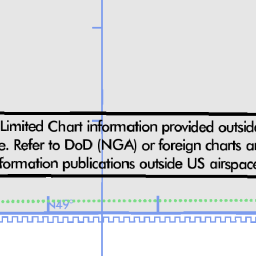 Limited Chart information provided outside
Refer to DoD (NGA) or foreign charts
formation publications outside US airspace
N49°